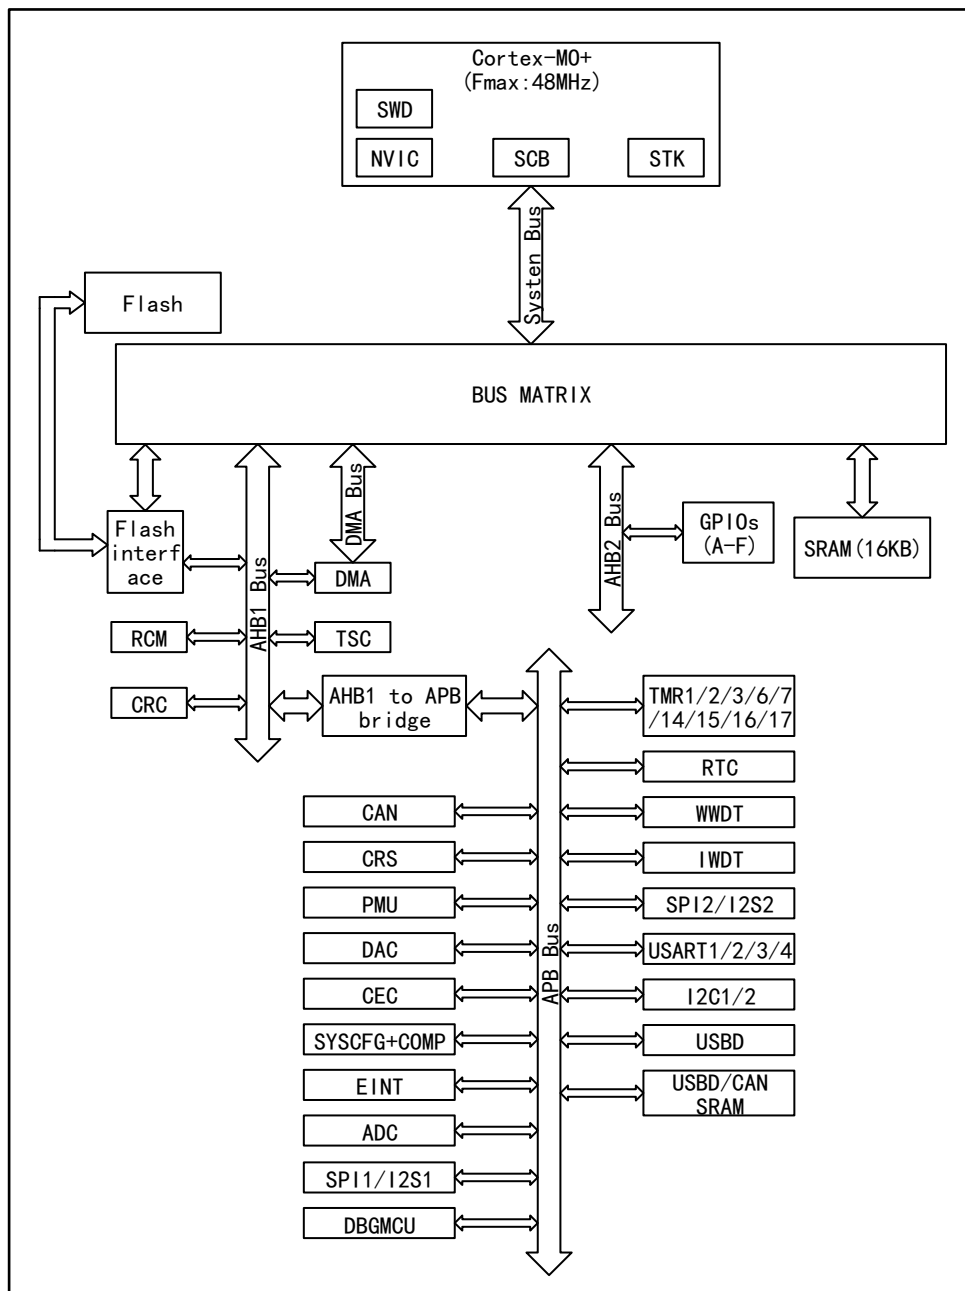 Cortex-M0+
(Fmax:48MHz)
SWD
NVIC
SCB
STK
Systen Bus
Flash
BUS MATRIX
Flash
interf
ace
AHB1 Bus
DMA Bus
DMA
AHB2 Bus
GPIOs
(A-F)
SRAM(16KB)
RCM
TSC
CRC
AHB1 to APB
bridge
APB Bus
TMR1/2/3/6/7
/14/15/16/17
RTC
CAN
WWDT
CRS
IWDT
PMU
SPI2/I2S2
DAC
USART1/2/3/4
CEC
I2C1/2
SYSCFG+COMP
USBD
EINT
USBD/CAN
SRAM
ADC
SPI1/I2S1
DBGMCU